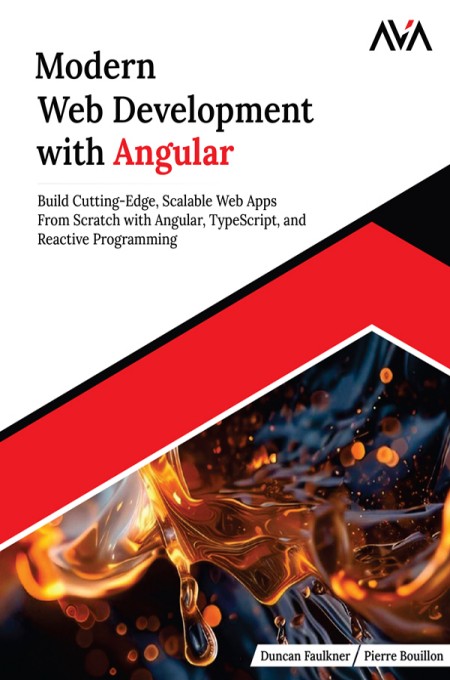 AVA
Modern
Web Development
with Angular
Build Cutting-Edge, Scalable Web Apps
From Scratch with Angular, TypeScript, and
Reactive Programming
Duncan Faulkner / Pierre Bouillon